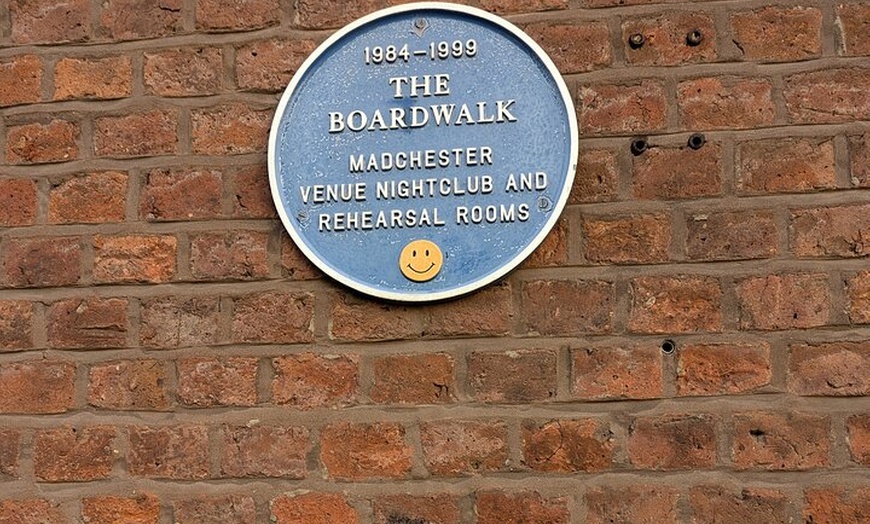 1984–1999
THE
BOARDWALK
MADCHESTER
VENUE NIGHTCLUB AND
REHEARSAL ROOMS